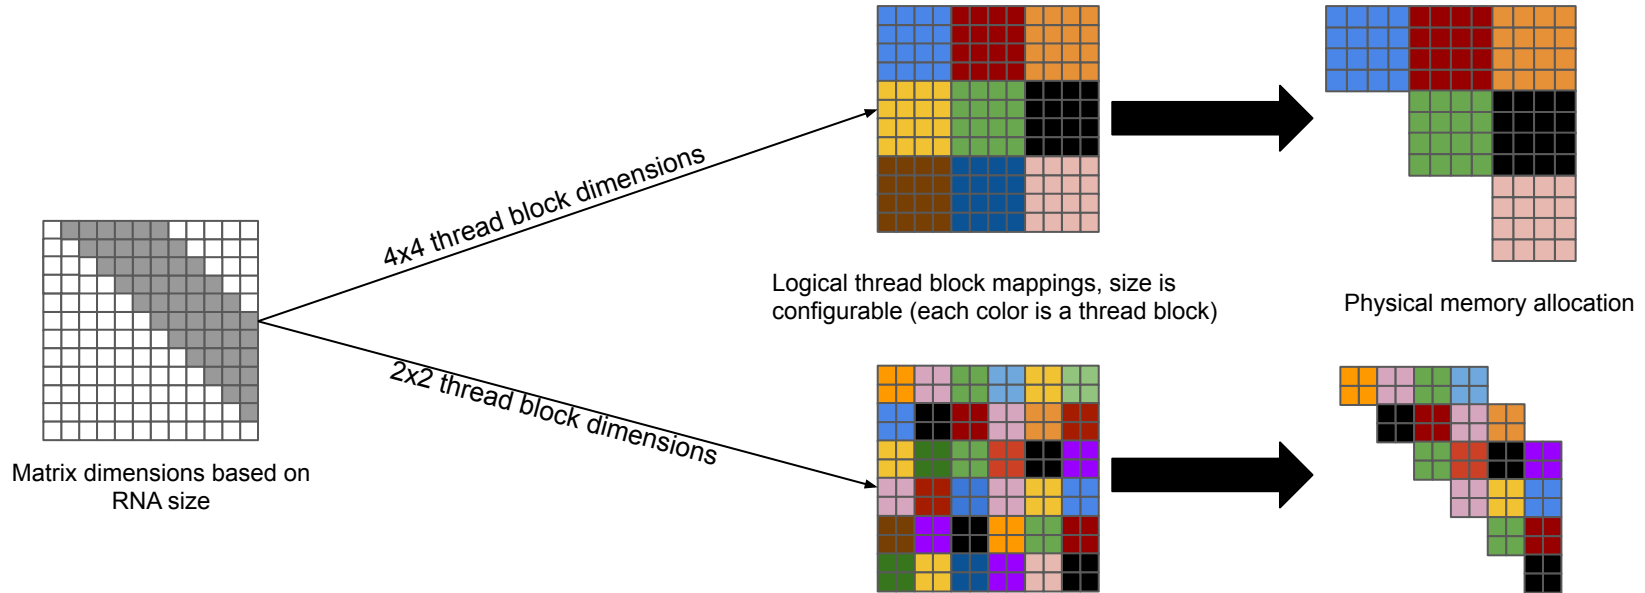 4x4 thread block dimensions
Logical thread block mappings, size is
configurable (each color is a thread block)
Physical memory allocation
2x2 thread block dimensions
Matrix dimensions based on
RNA size